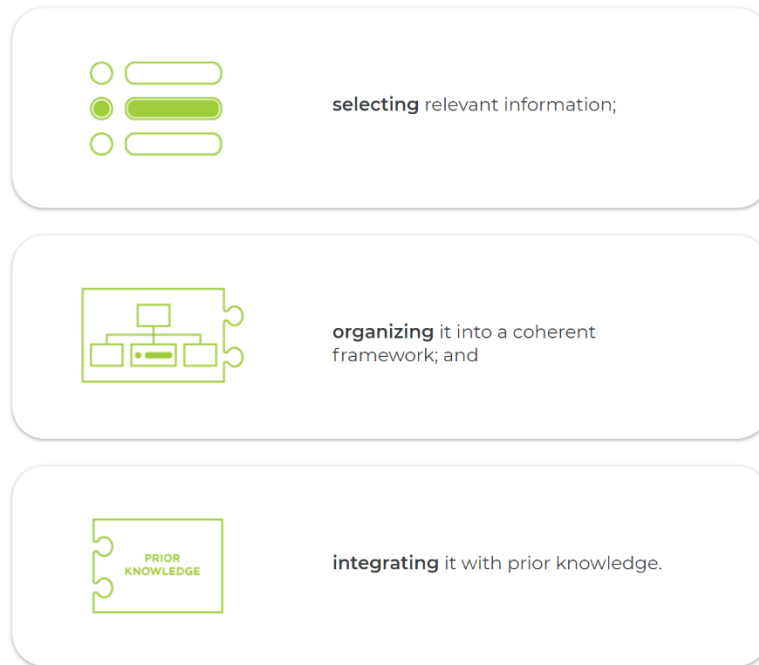 selecting relevant information;
organizing it into a coherent
framework; and
PRIOR
KNOWLEDGE
integrating it with prior knowledge.